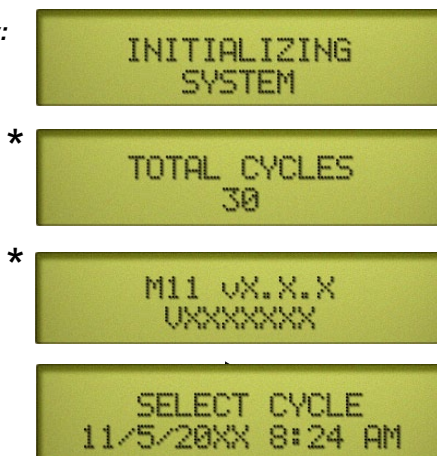 INITIALIZING
SYSTEM
*
TOTAL CYCLES
30
*
M11 vX.X.X
VXXXXXXX
SELECT CYCLE
11/5/20XX 8:24 AM